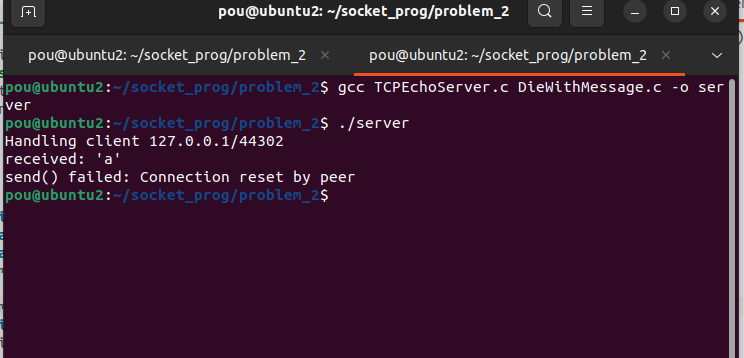 pou@ubuntu2: ~/socket_prog/problem_2
pou@ubuntu2: ~/socket_prog/problem_2
pou@ubuntu2: ~/socket_prog/problem_2
pou@ubuntu2:~/socket_prog/problem_2$ gcc TCPEchoServer.c DieWithMessage.c -o ser
ver
pou@ubuntu2:~/socket_prog/problem_2$ ./server
Handling client 127.0.0.1/44302
received: 'a'
send() failed: Connection reset by peer
pou@ubuntu2:~/socket_prog/problem_2$